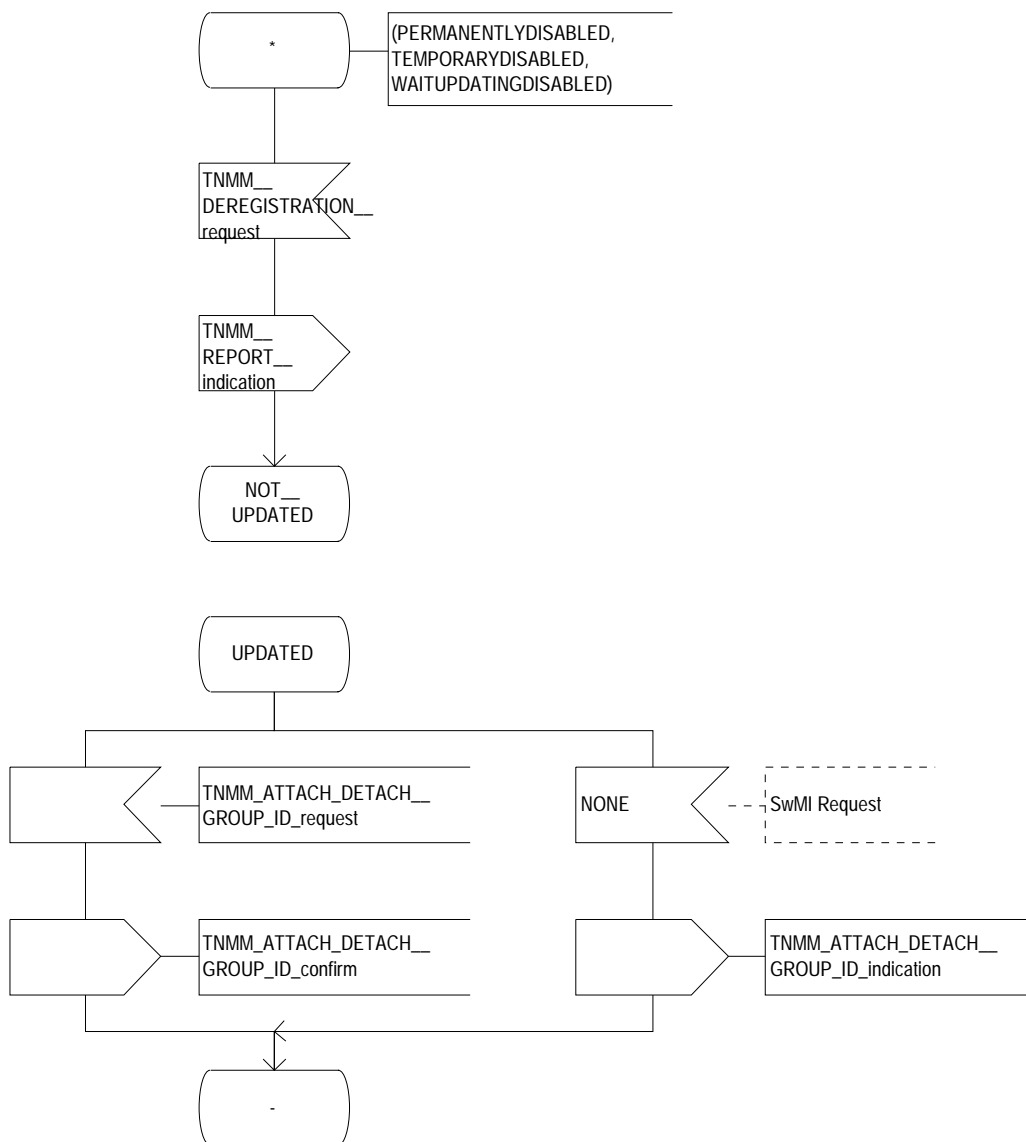 *
(PERMANENTLYDISABLED,
TEMPORARYDISABLED,
WAITUPDATINGDISABLED)
TNMM__
DEREGISTRATION__
request
TNMM__
REPORT__
indication
NOT__
UPDATED
UPDATED
TNMM_ATTACH_DETACH__
GROUP_ID_request
NONE
SwMI Request
TNMM_ATTACH_DETACH__
GROUP_ID_confirm
TNMM_ATTACH_DETACH__
GROUP_ID_indication
-